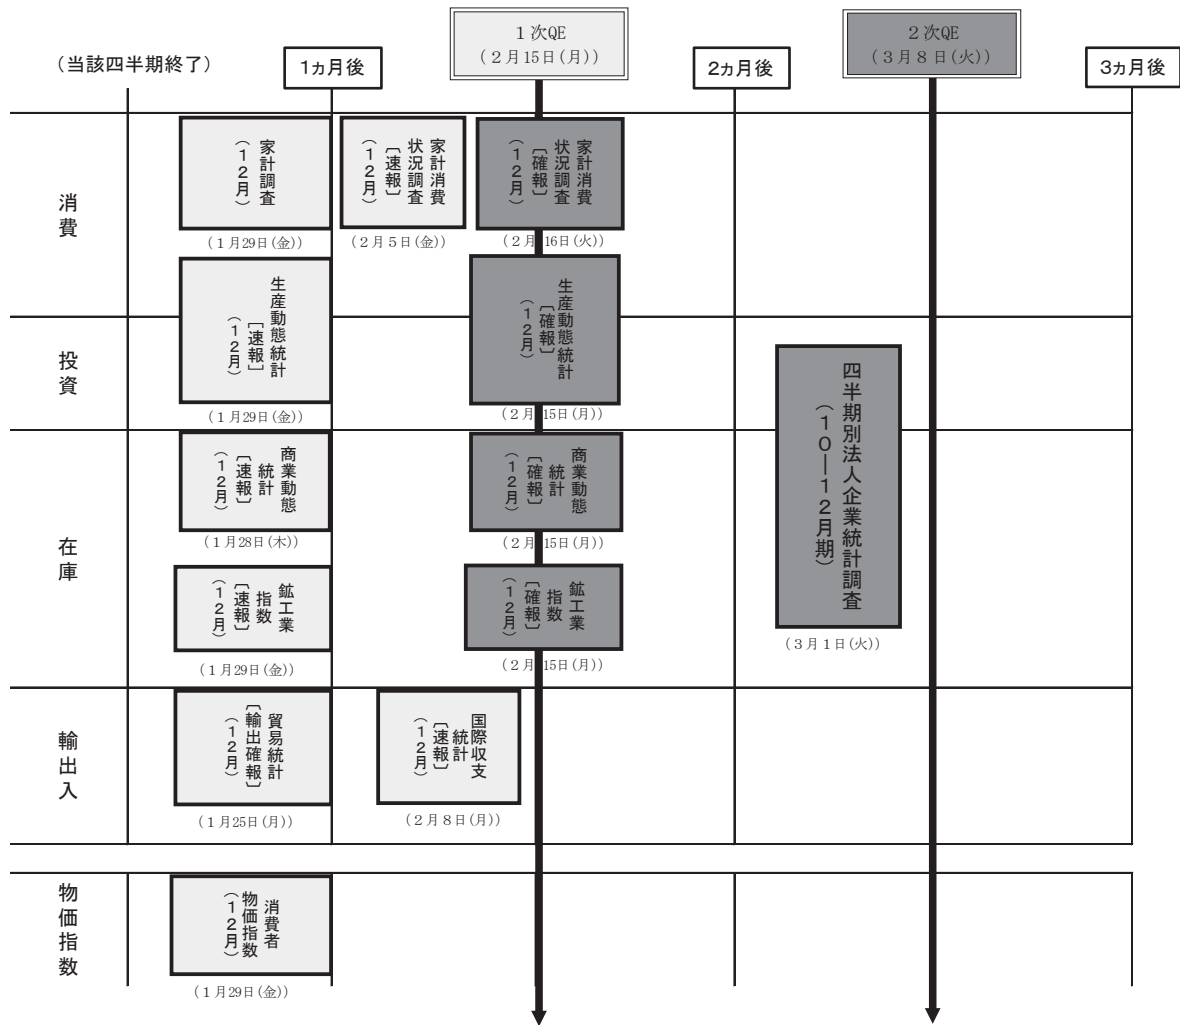 1次QE
(2月15日(月))
2次QE
(3月8日(火))
(当該四半期終了)
1ヵ月後
2ヵ月後
3ヵ月後
消費
家計調査
(12月)
(1月29日(金))
家計消費
状況調査
[速報]
(12月)
(2月5日(金))
家計消費
状況調査
[確報]
(12月)
(2月16日(火))
生産動態統計
[速報]
(12月)
(1月29日(金))
生産動態統計
[確報]
(12月)
(2月15日(月))
投資
四半期別法人企業統計調査
(10―12月期)
(3月1日(火))
在庫
商業動態
統計
[速報]
(12月)
(1月28日(木))
商業動態
統計
[確報]
(12月)
(2月15日(月))
鉱工業
指数
[速報]
(12月)
(1月29日(金))
鉱工業
指数
[確報]
(12月)
(2月15日(月))
輸出入
貿易統計
[輸出確報]
(12月)
(1月25日(月))
国際収支
統計
[速報]
(12月)
(2月8日(月))
物価指数
消費者
物価指数
(12月)
(1月29日(金))